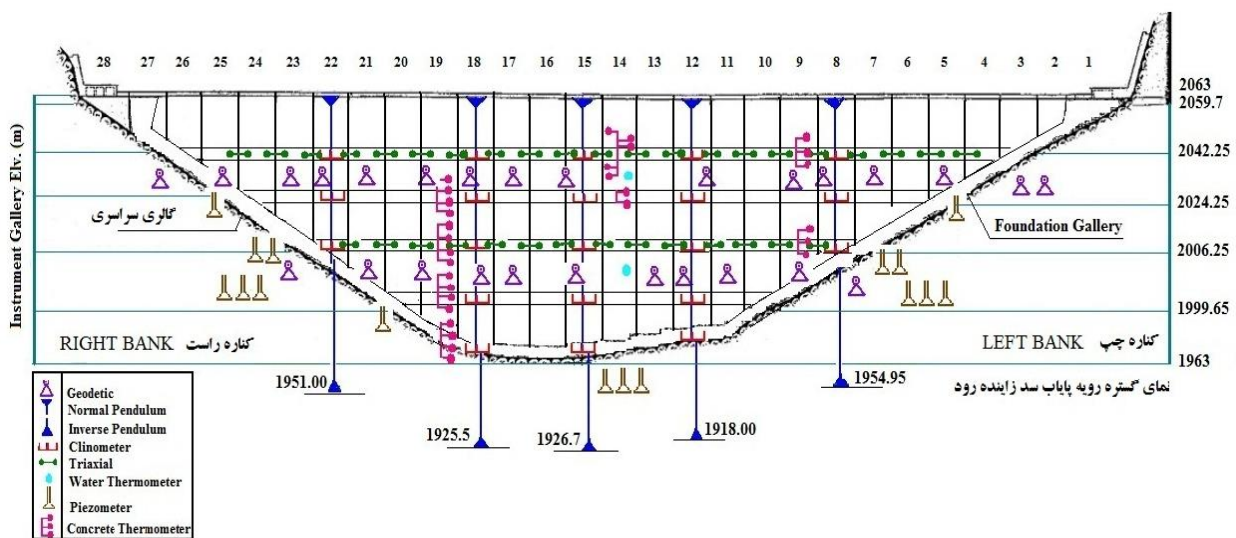 28 27 26 25 24 23 22 21 20 19 18 17 16 15 14 13 12 11 10 9 8 7 6 5 4 3 2 1
2063
2059.7
2042.25
2024.25
2006.25
1999.65
1963
Instrument Gallery Elv. (m)
گالری سراسری
Foundation Gallery
RIGHT BANK کناره راست
LEFT BANK کناره چپ
نمای گستره رویه پایاب سد زاینده رود
1951.00
1925.5
1926.7
1918.00
1954.95
Geodetic
Normal Pendulum
Inverse Pendulum
Clinometer
Triaxial
Water Thermometer
Piezometer
Concrete Thermometer